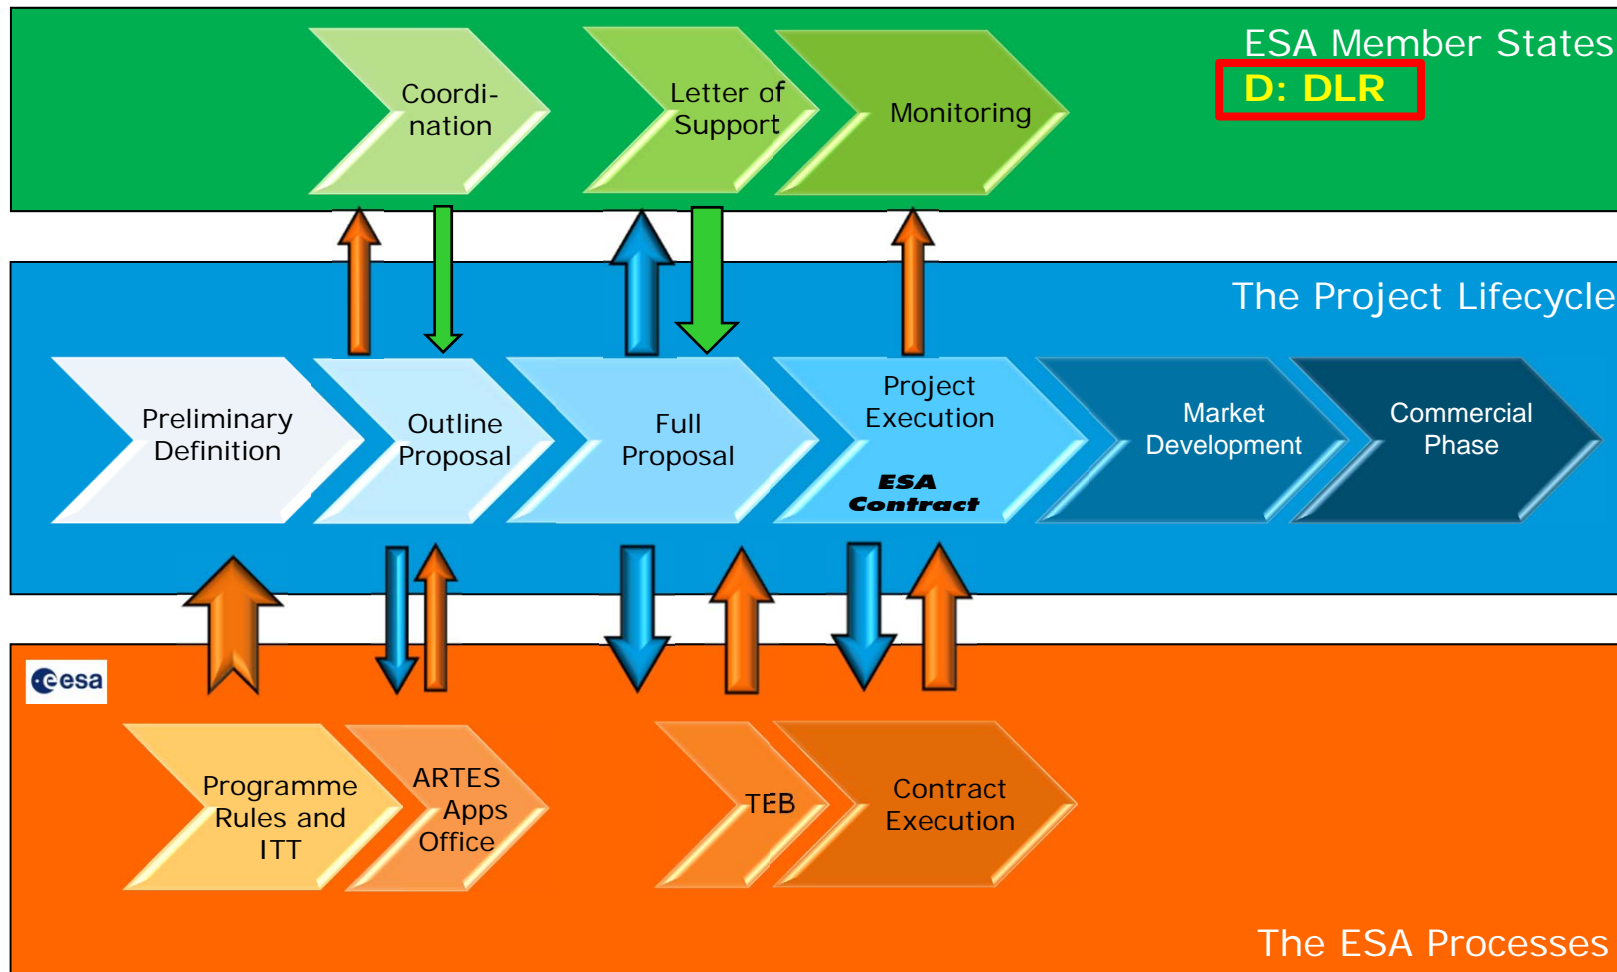 ESA Member States
D: DLR
Coordi-
nation
Letter of
Support
Monitoring
The Project Lifecycle
Preliminary
Definition
Outline
Proposal
Full
Proposal
Project
Execution
ESA
Contract
Market
Development
Commercial
Phase
esa
Programme
Rules and
ITT
ARTES
Apps
Office
TEB
Contract
Execution
The ESA Processes